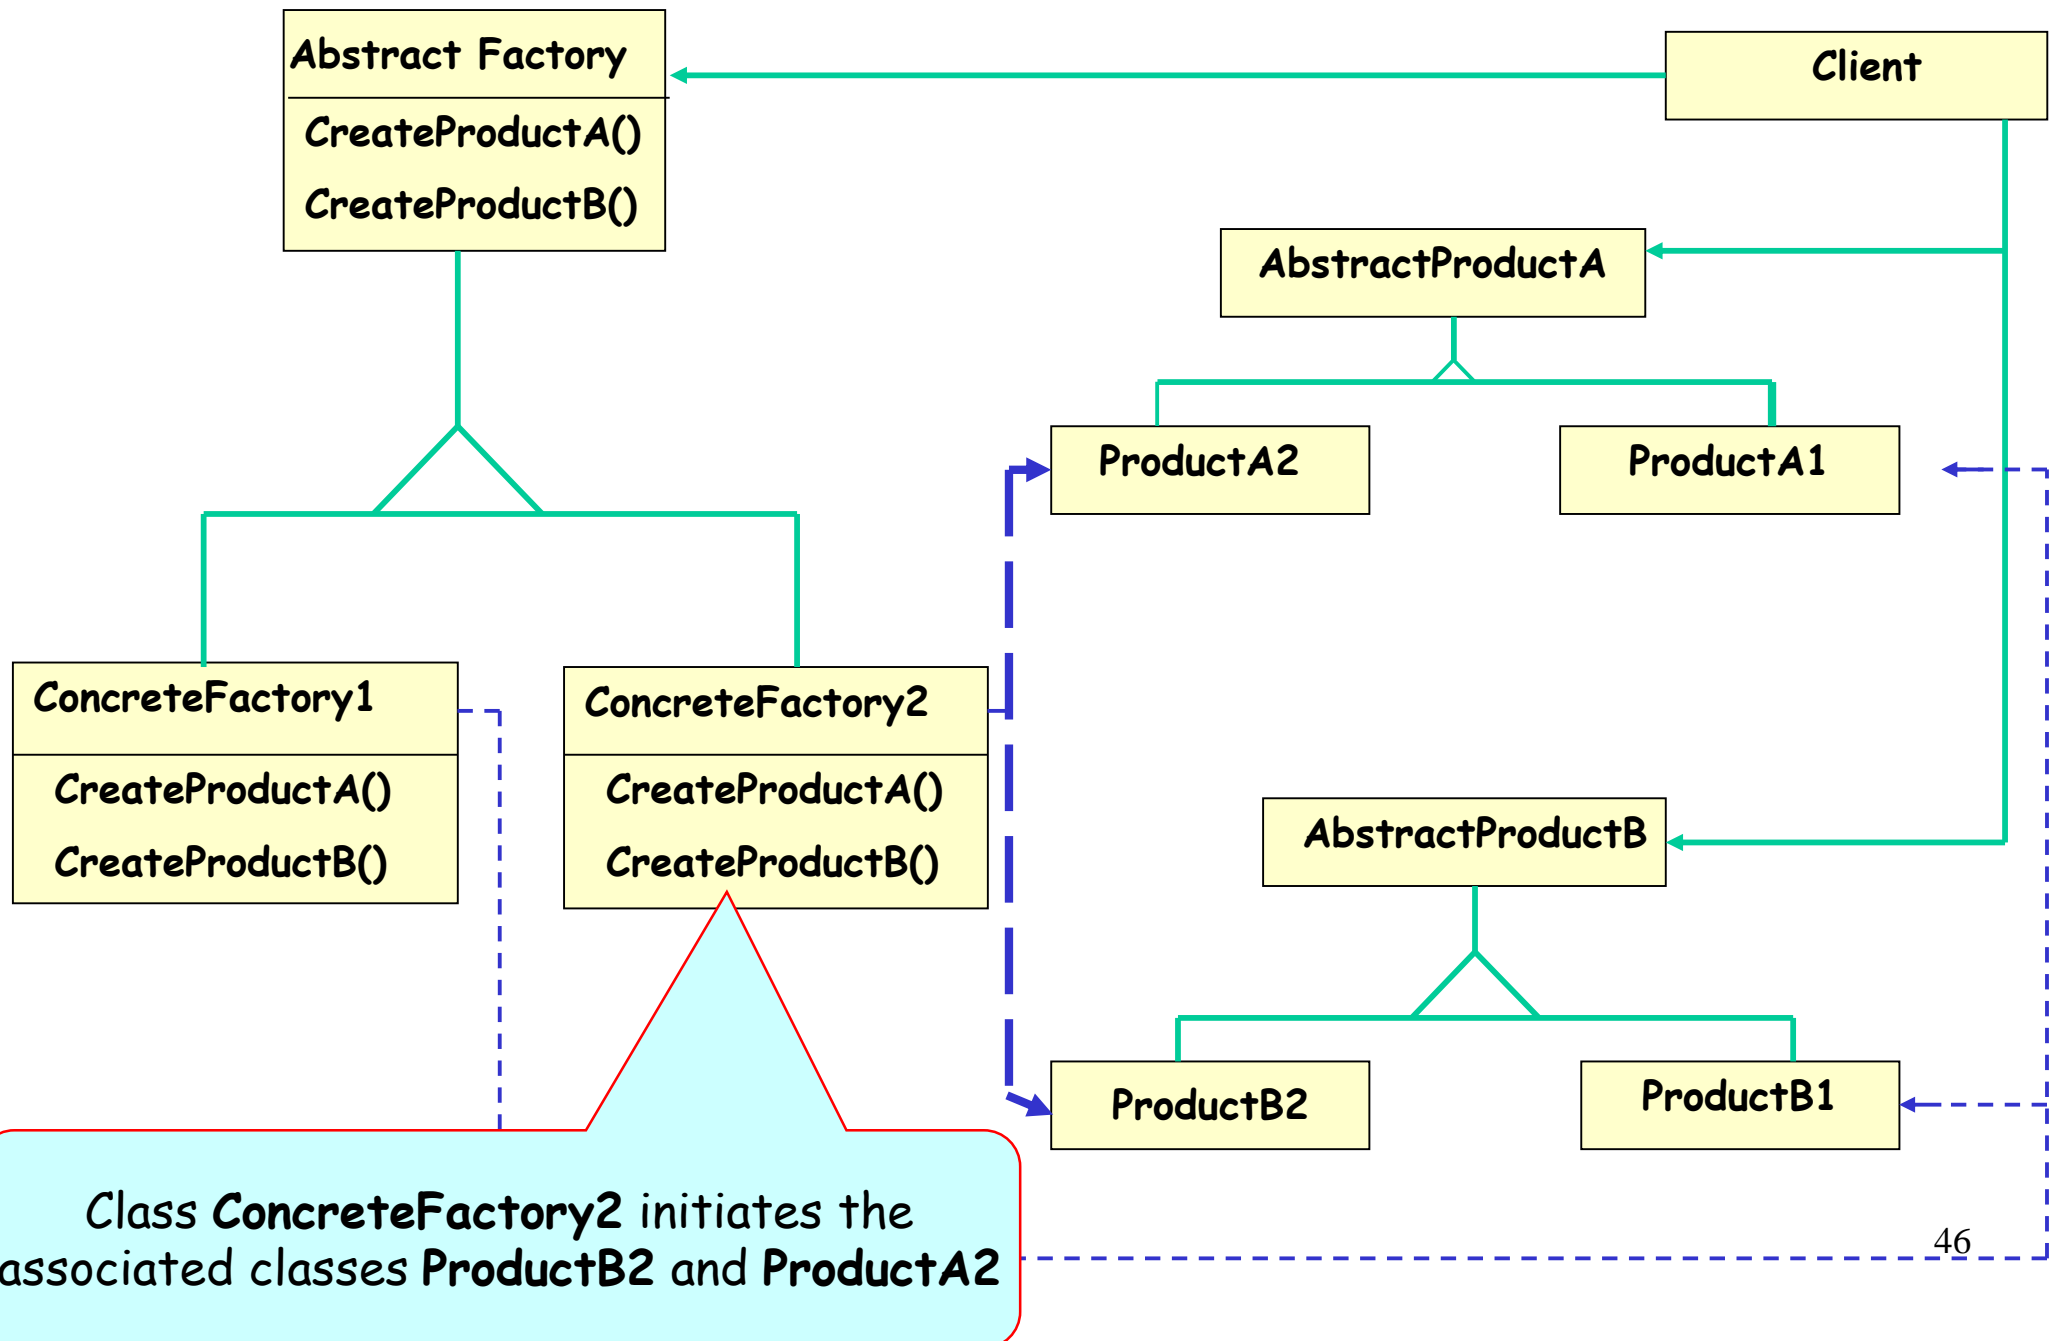 Abstract Factory
CreateProductA()
CreateProductB()
Client
AbstractProductA
ProductA2
ProductA1
ConcreteFactory1
CreateProductA()
CreateProductB()
ConcreteFactory2
CreateProductA()
CreateProductB()
AbstractProductB
ProductB2
ProductB1
Class ConcreteFactory2 initiates the
associated classes ProductB2 and ProductA2
46